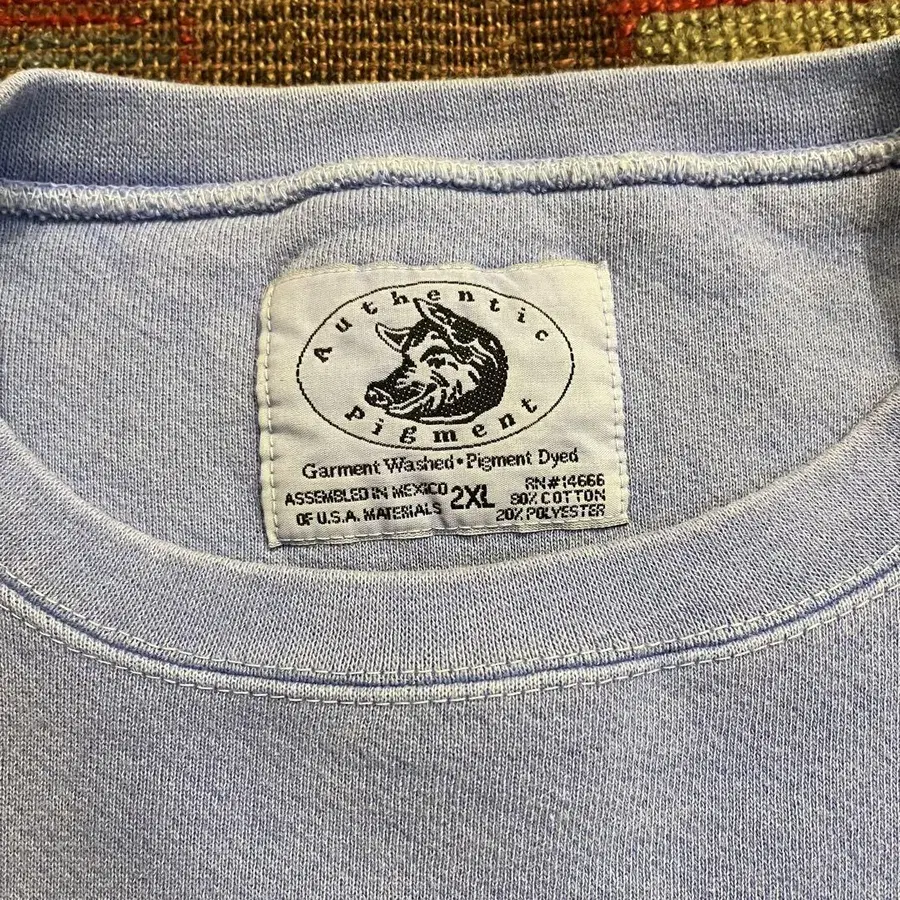 Authentic
Pigment
Garment Washed • Pigment Dyed
ASSEMBLED IN MEXICO
OF U.S.A. MATERIALS
2XL
RN#14666
80% COTTON
20% POLYESTER